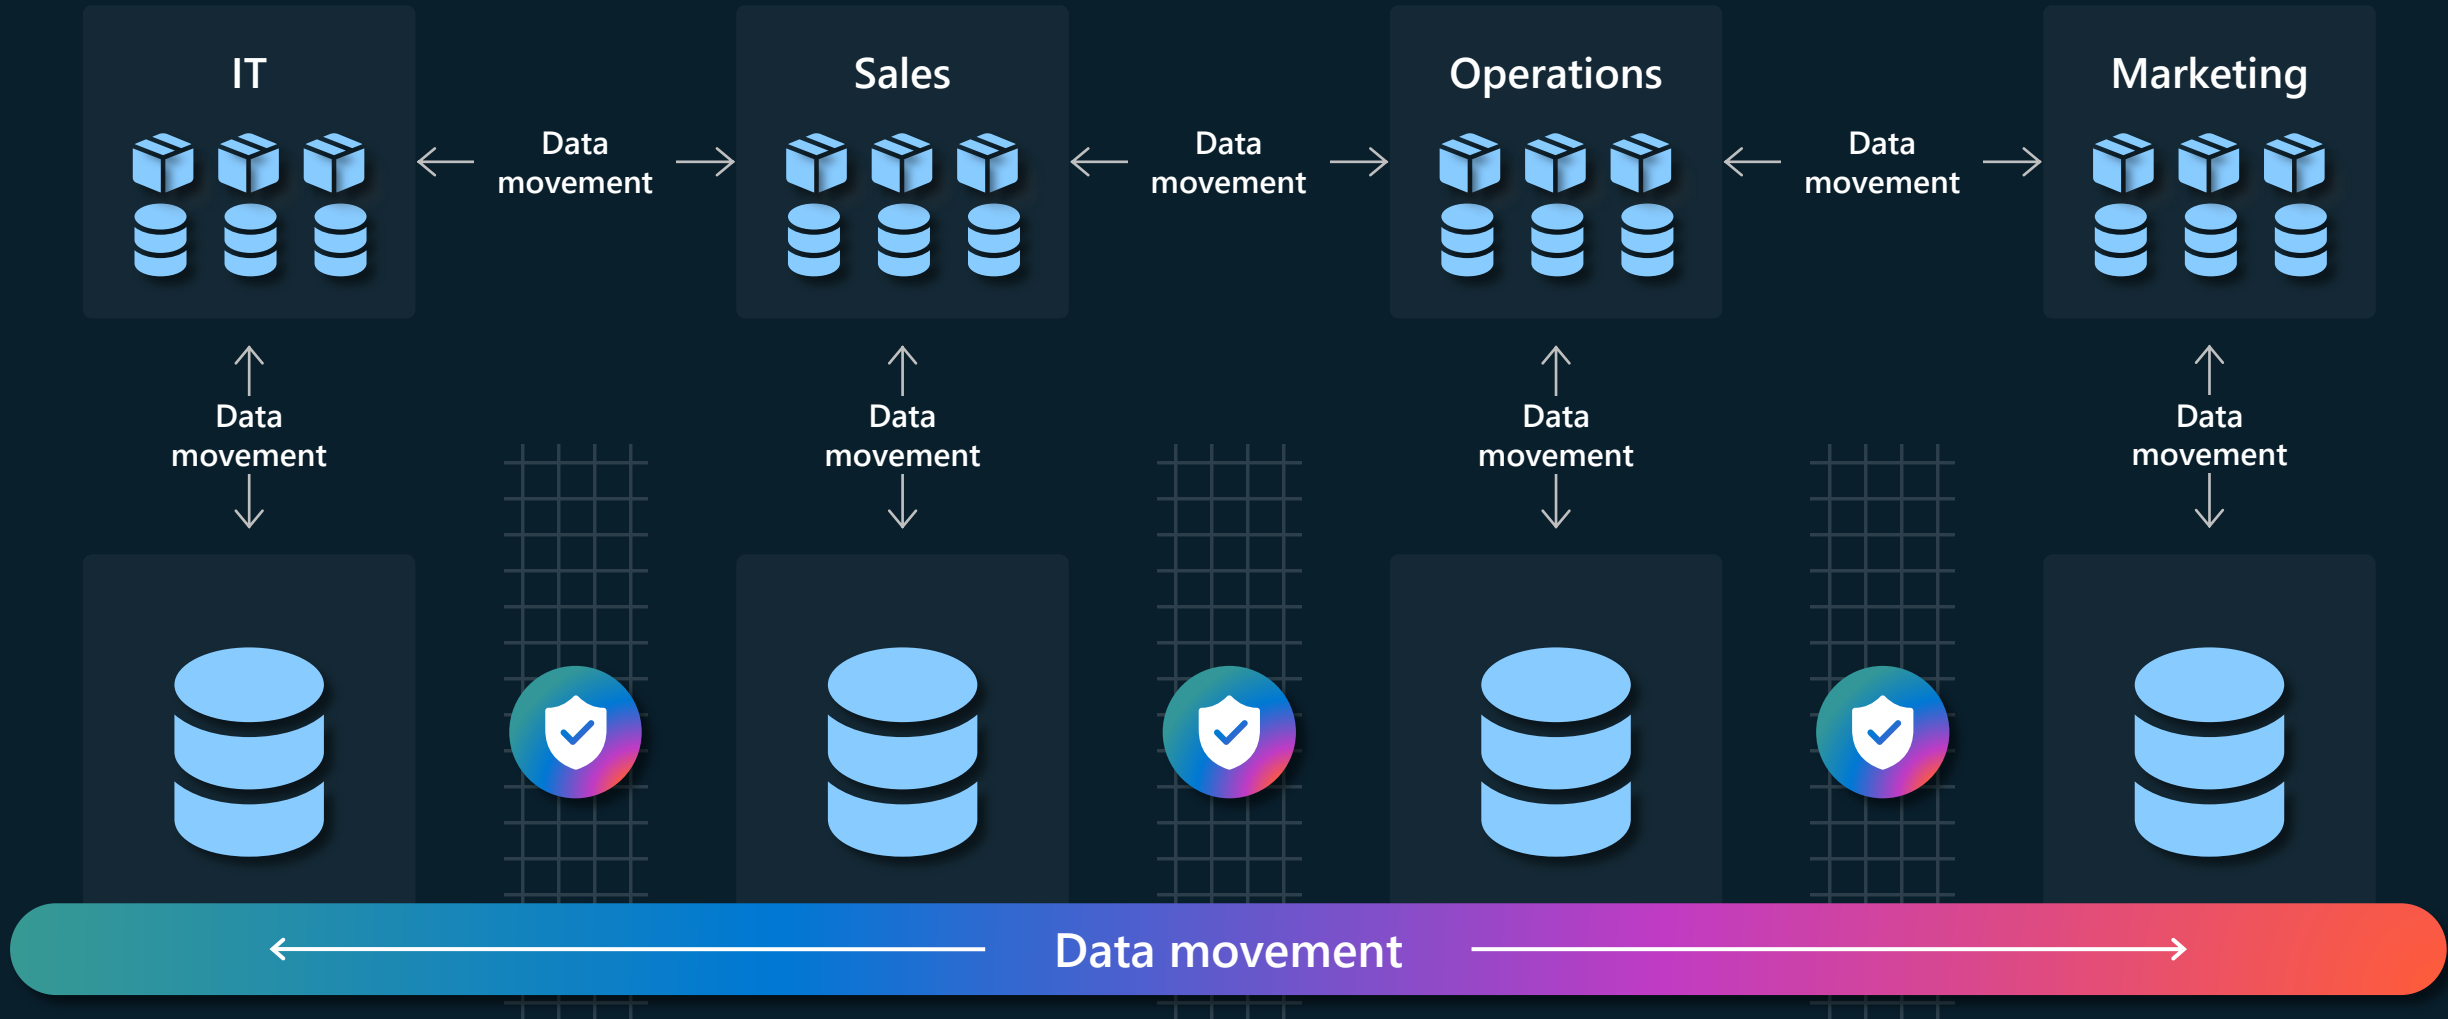 IT
Sales
Operations
Marketing
Data
movement
Data
movement
Data
movement
Data
movement
Data
movement
Data
movement
Data
movement
Data movement